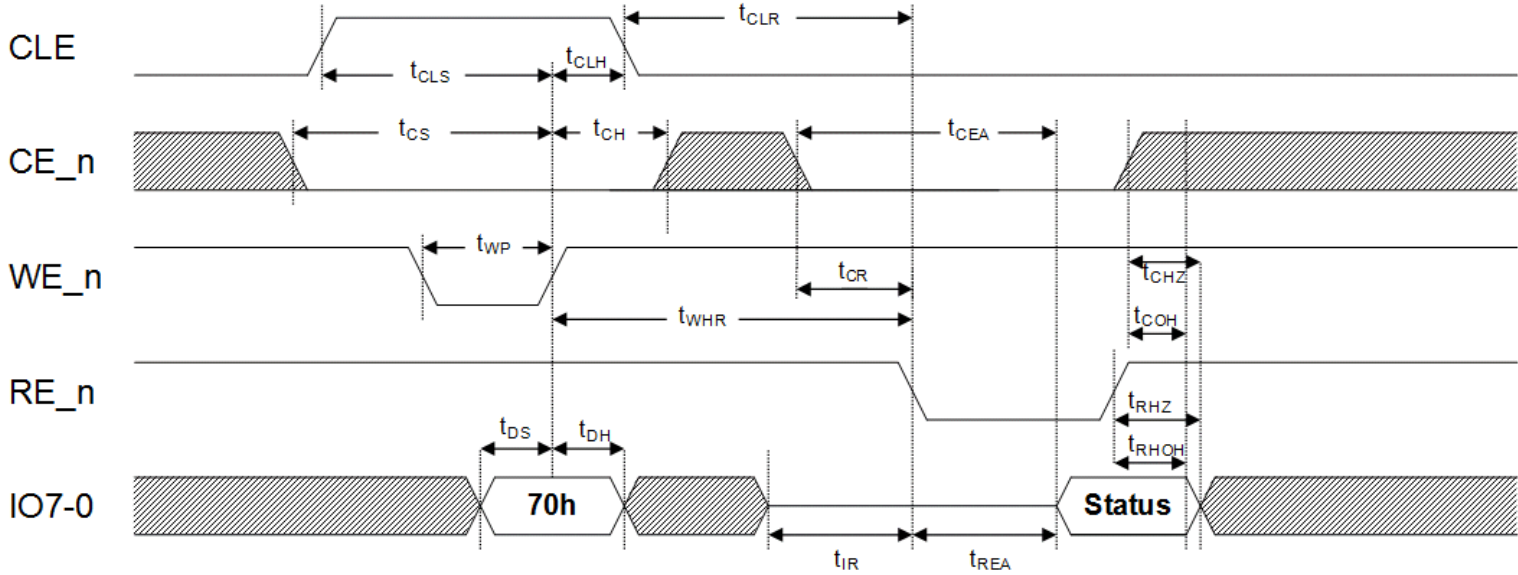 CLE
tCLS
tCLH
tCLR
CE_n
tCS
tCH
tCEA
WE_n
tWP
tCR
tWHR
tCHZ
tCOH
RE_n
tRHZ
tRHOH
IO7-0
tDS
tDH
70h
Status
tIR
tREA